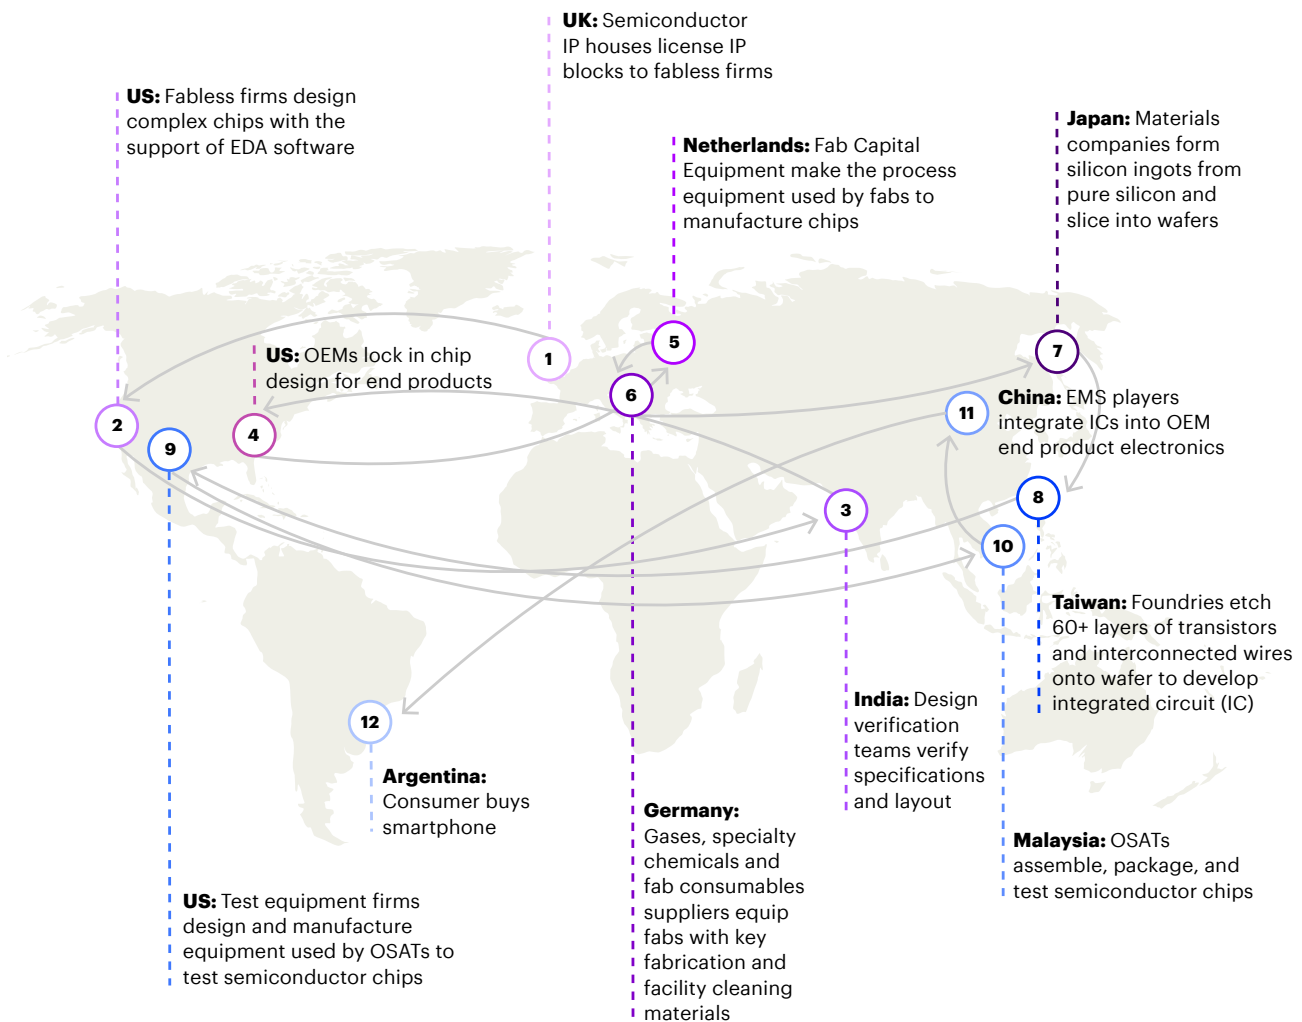 UK: Semiconductor
IP houses license IP
blocks to fabless firms
US: Fabless firms design
complex chips with the
support of EDA software
Netherlands: Fab Capital
Equipment make the process
equipment used by fabs to
manufacture chips
Japan: Materials
companies form
silicon ingots from
pure silicon and
slice into wafers
1
5
7
US: OEMs lock in chip
design for end products
6
2
9
4
11
China: EMS players
integrate ICs into OEM
end product electronics
3
8
10
Taiwan: Foundries etch
60+ layers of transistors
and interconnected wires
onto wafer to develop
integrated circuit (IC)
India: Design
verification
teams verify
specifications
and layout
12
Argentina:
Consumer buys
smartphone
Germany:
Gases, specialty
chemicals and
fab consumables
suppliers equip
fabs with key
fabrication and
facility cleaning
materials
Malaysia: OSATs
assemble, package, and
test semiconductor chips
US: Test equipment firms
design and manufacture
equipment used by OSATs to
test semiconductor chips